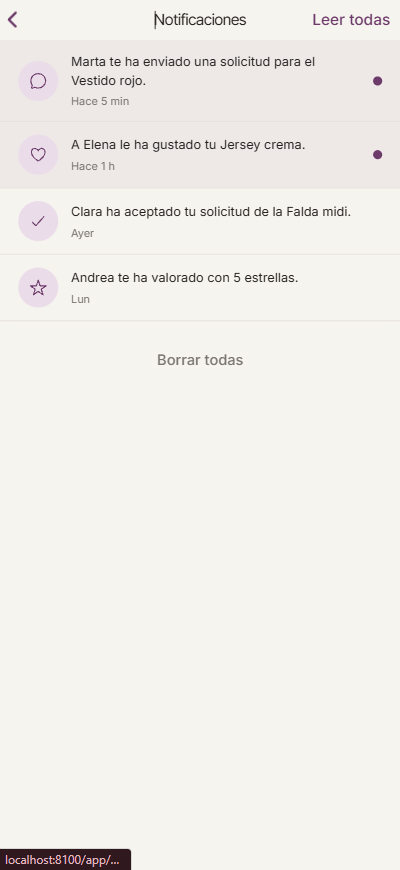 Notificaciones
Leer todas
Marta te ha enviado una solicitud para el
Vestido rojo.
Hace 5 min
A Elena le ha gustado tu Jersey crema.
Hace 1 h
Clara ha aceptado tu solicitud de la Falda midi.
Ayer
Andrea te ha valorado con 5 estrellas.
Lun
Borrar todas
localhost:8100/app/...